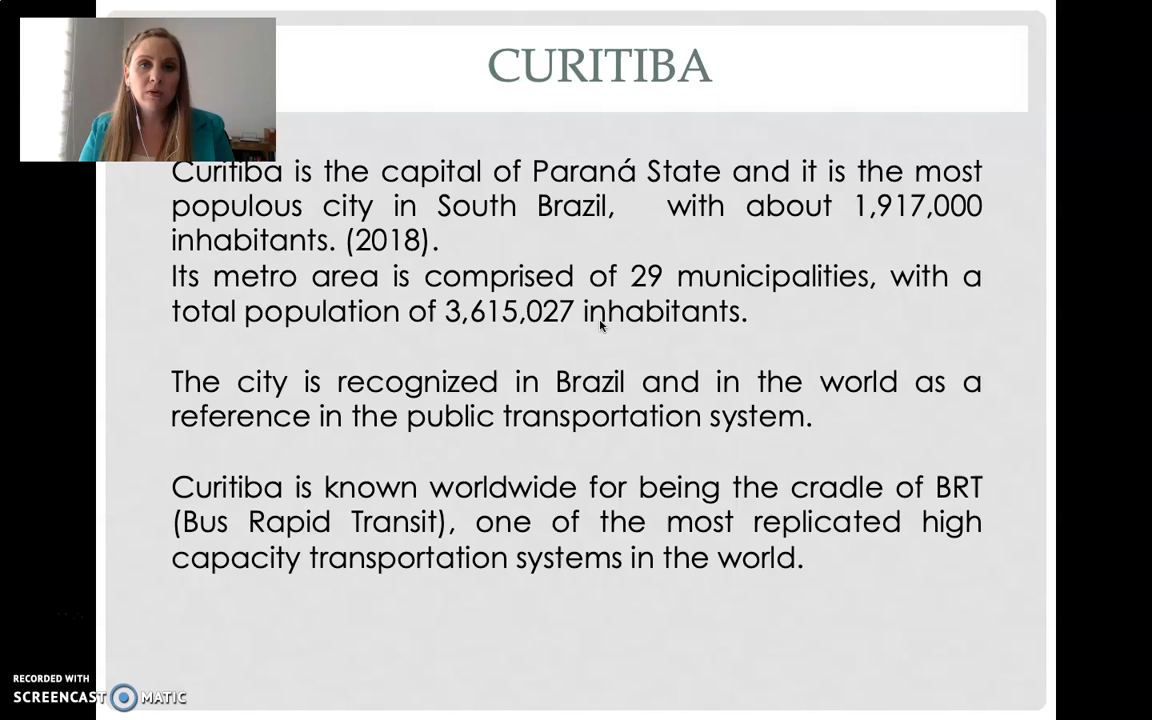 CURITIBA
Curitiba is the capital of Paraná State and it is the most
populous city in South Brazil, with about 1,917,000
inhabitants. (2018).
Its metro area is comprised of 29 municipalities, with a
total population of 3,615,027 inhabitants.
The city is recognized in Brazil and in the world as a
reference in the public transportation system.
Curitiba is known worldwide for being the cradle of BRT
(Bus Rapid Transit), one of the most replicated high
capacity transportation systems in the world.
RECORDED WITH
SCREENCAST MATIC